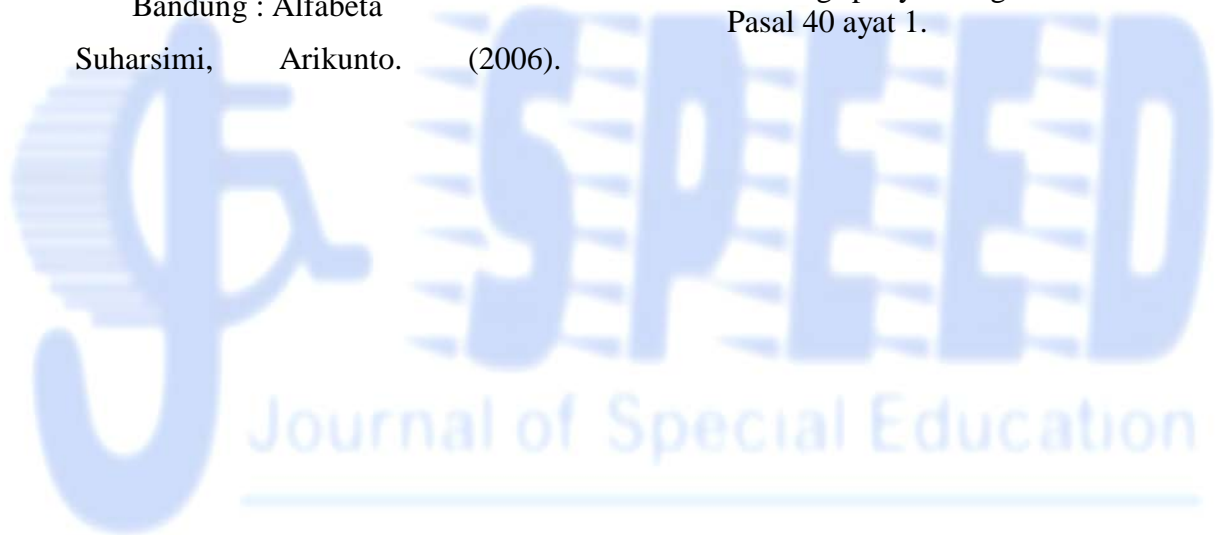 Bandung : Alfabeta
Suharsimi, Arikunto. (2006).
Pasal 40 ayat 1.
SPEED
Journal of Special Education